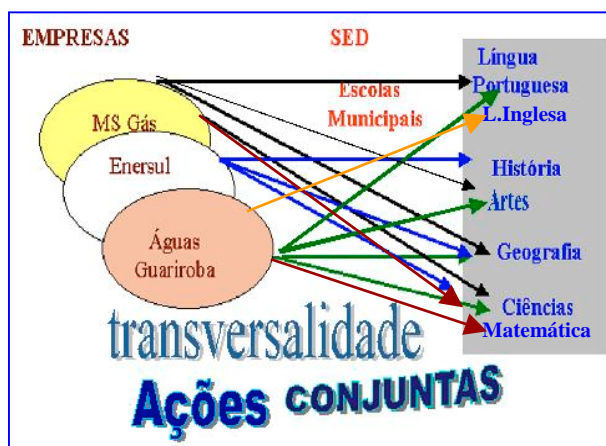 EMPRESAS
SED
Escolas
Municipais
MS Gás
Enersul
Águas
Guariroba
Língua
Portuguesa
L.Inglesa
História
Artes
Geografia
Ciências
Matemática
transversalidade
Ações CONJUNTAS